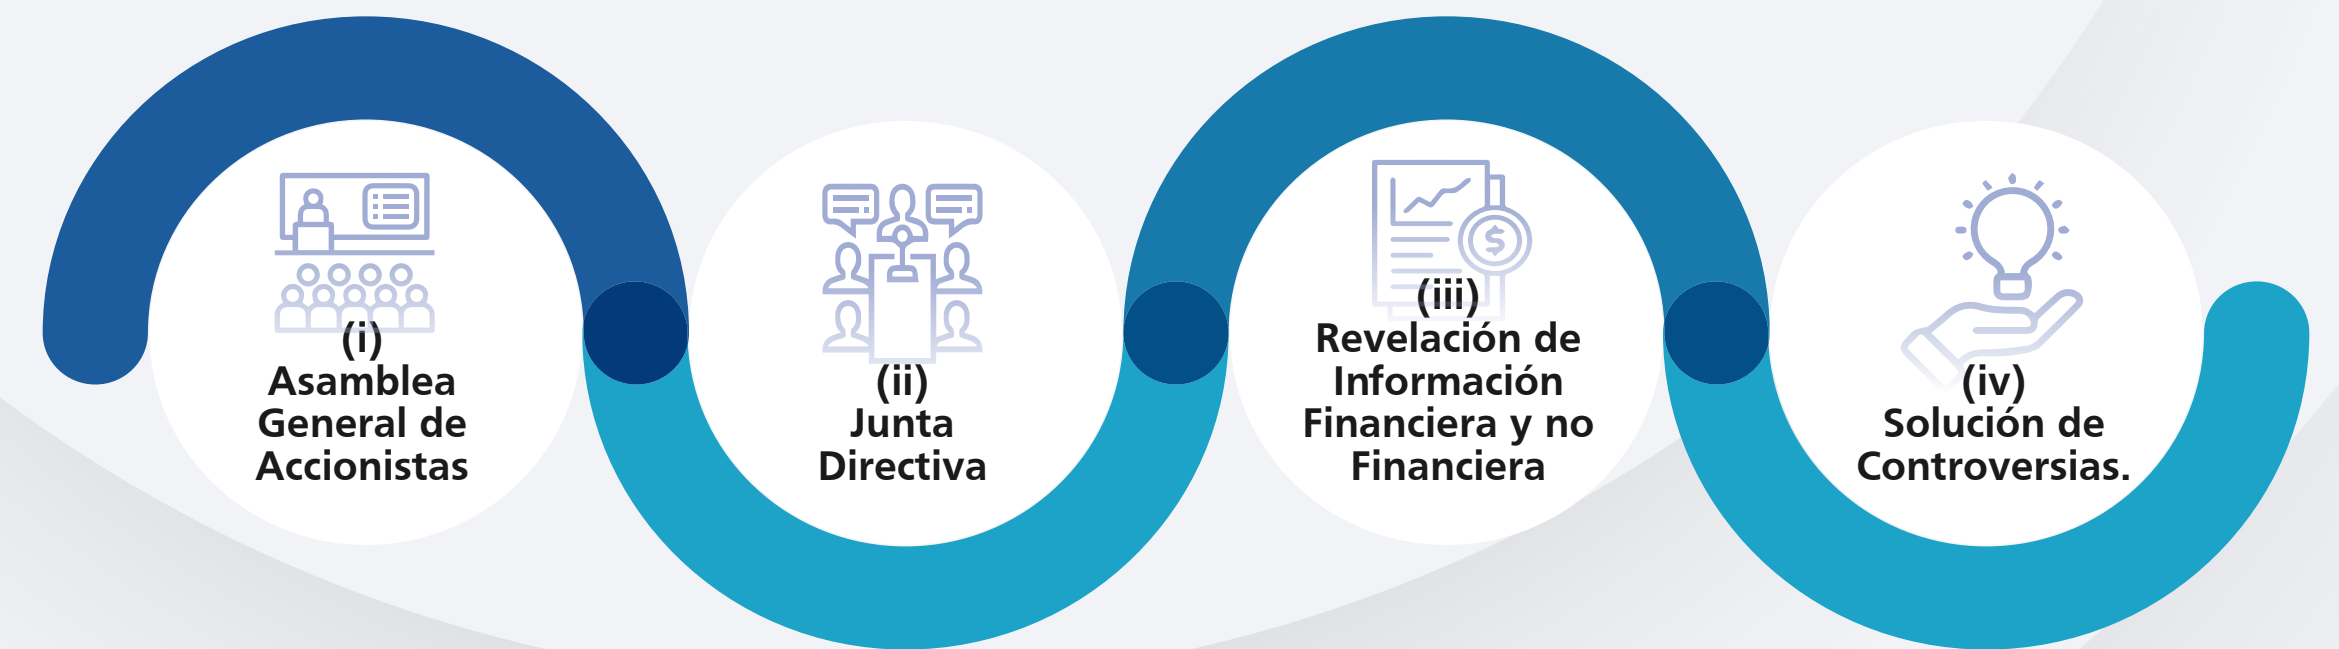 (i)
Asamblea
General de
Accionistas
(ii)
Junta
Directiva
(iii)
Revelación de
Información
Financiera y no
Financiera
(iv)
Solución de
Controversias.